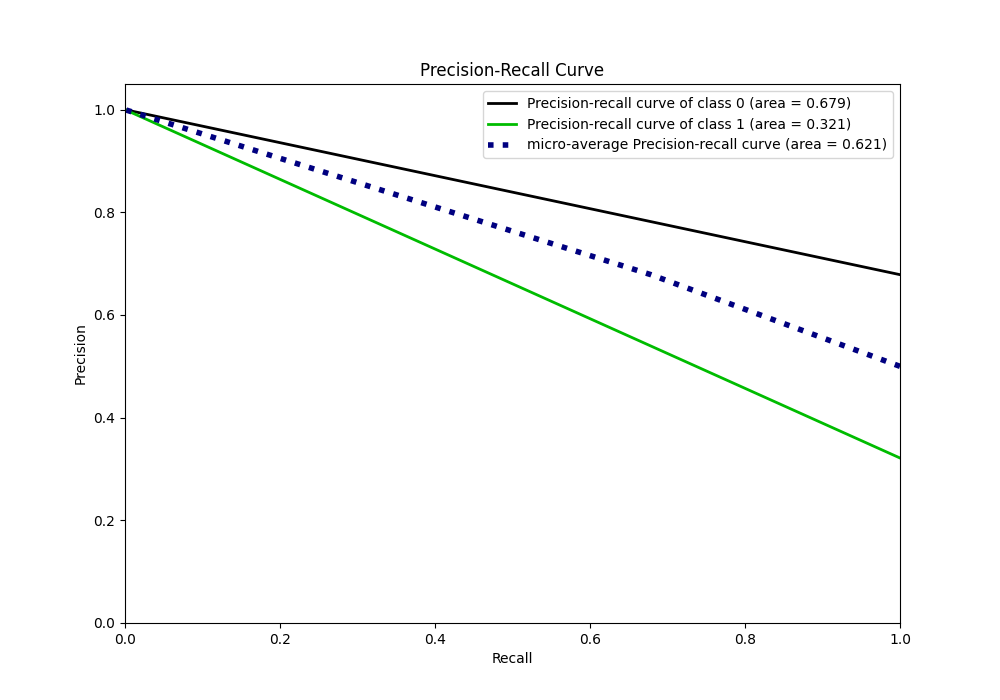 Precision-Recall Curve
Precision-recall curve of class 0 (area = 0.679)
Precision-recall curve of class 1 (area = 0.321)
micro-average Precision-recall curve (area = 0.621)
1.0
0.8
0.6
0.4
0.2
0.0
Precision
0.0 0.2 0.4 0.6 0.8 1.0
Recall